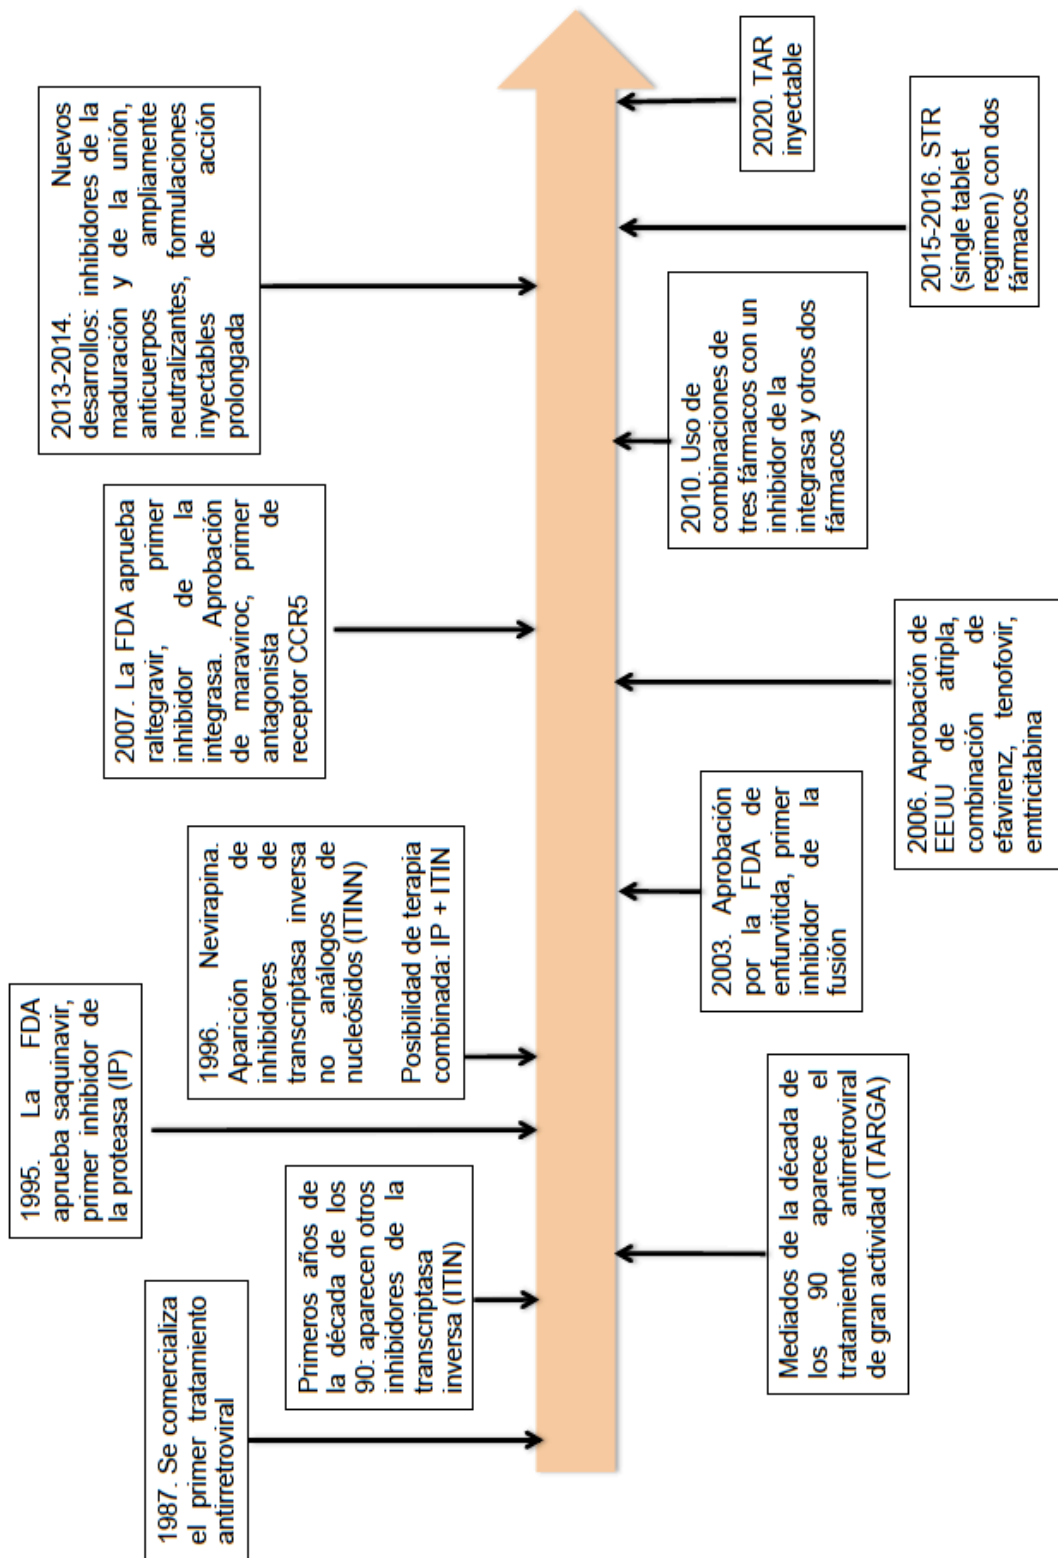 1987. Se comercializa
el primer tratamiento
antirretroviral
Primeros años de
la década de los
90: aparecen otros
inhibidores de la
transcriptasa
inversa (ITIN)
1995. La FDA
aprueba saquinavir,
primer inhibidor de
la proteasa (IP)
1996. Nevirapina.
Aparición de
inhibidores de
transcriptasa inversa
no análogos de
nucleósidos (ITINN)
Posibilidad de terapia
combinada: IP + ITIN
2007. La FDA aprueba
raltegravir, primer
inhibidor de la
integrasa. Aprobación
de maraviroc, primer
antagonista de
receptor CCR5
2013-2014. Nuevos
desarrollos: inhibidores de la
maduración y de la unión,
anticuerpos ampliamente
neutralizantes, formulaciones
inyectables de acción
prolongada
Mediados de la década de
los 90 aparece el
tratamiento antirretroviral
de gran actividad (TARGA)
2003. Aprobación
por la FDA de
enfurvitida, primer
inhibidor de la
fusión
2006. Aprobación de
EEUU de atripla,
combinación de
efavirenz, tenofovir,
emtricitabina
2010. Uso de
combinaciones de
tres fármacos con un
inhibidor de la
integrasa y otros dos
fármacos
2015-2016. STR
(single tablet
regimen) con dos
fármacos
2020. TAR
inyectable